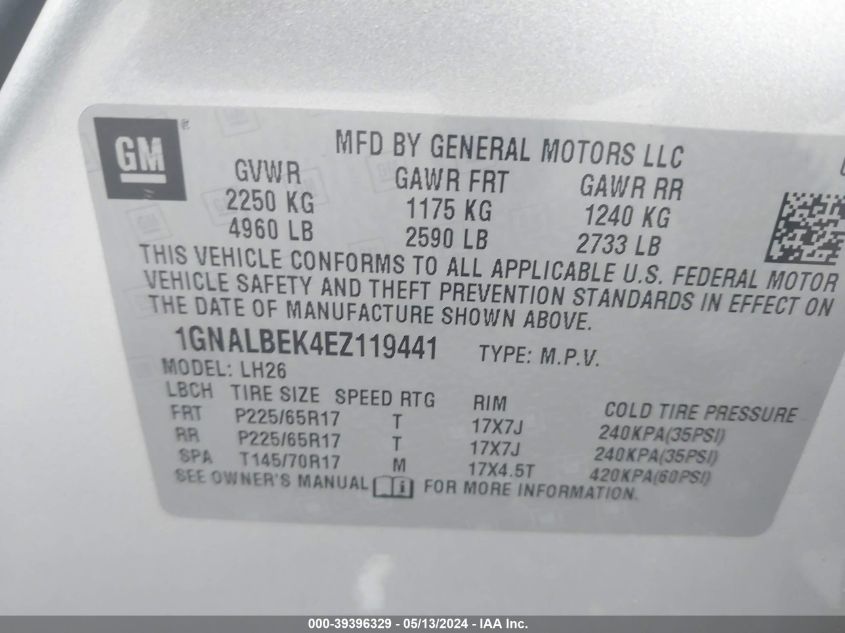 GM
MFD BY GENERAL MOTORS LLC
GVWR GAWR FRT GAWR RR
2250 KG 1175 KG 1240 KG
4960 LB 2590 LB 2733 LB
THIS VEHICLE CONFORMS TO ALL APPLICABLE U.S. FEDERAL MOTOR
VEHICLE SAFETY AND THEFT PREVENTION STANDARDS IN EFFECT ON
THE DATE OF MANUFACTURE SHOWN ABOVE.
1GNALBEK4EZ119441 TYPE: M.P.V.
MODEL: LH26
LBCH TIRE SIZE SPEED RTG RIM COLD TIRE PRESSURE
FRT P225/65R17 T 17X7J 240KPA(35PSI)
RR P225/65R17 T 17X7J 240KPA(35PSI)
SPA T145/70R17 M 17X4.5T 420KPA(60PSI)
SEE OWNER'S MANUAL FOR MORE INFORMATION.
000-39396329 - 05/13/2024 - IAA Inc.